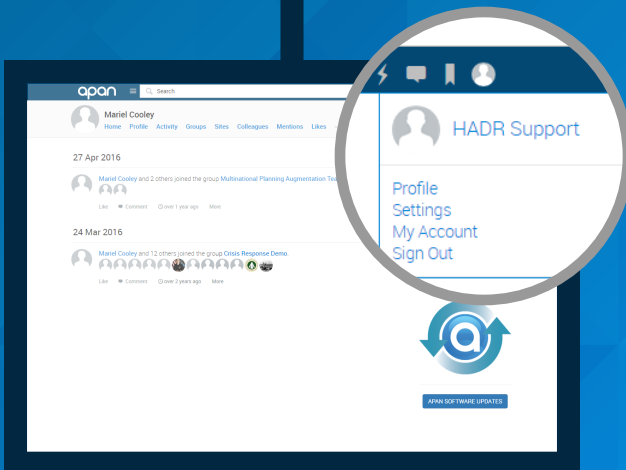 apan
Search
Mariel Cooley
Home Profile Activity Groups Sites Colleagues Mentions Likes
27 Apr 2016
Mariel Cooley and 2 others joined the group Multinational Planning Augmentation
Like Comment over 1 year ago More
24 Mar 2016
Mariel Cooley and 12 others joined the group Crisis Response Demo.
Like Comment over 2 years ago More
HADR Support
Profile
Settings
My Account
Sign Out
a
APAN SOFTWARE UPDATES